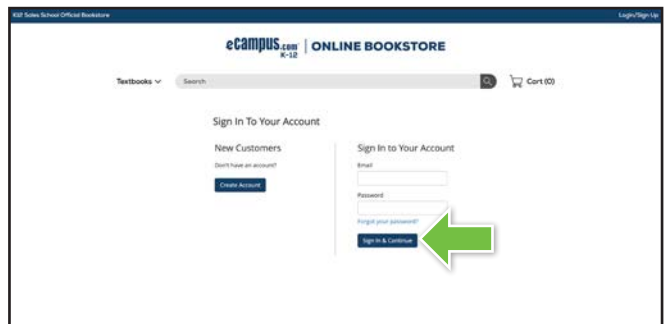 K12 Sales School Official Bookstore
Login/Sign Up
eCampus.com K-12 | ONLINE BOOKSTORE
Textbooks
Search
Cart (0)
Sign In To Your Account
New Customers
Don't have an account?
Create Account
Sign In to Your Account
Email
Password
Forgot your password?
Sign In & Continue